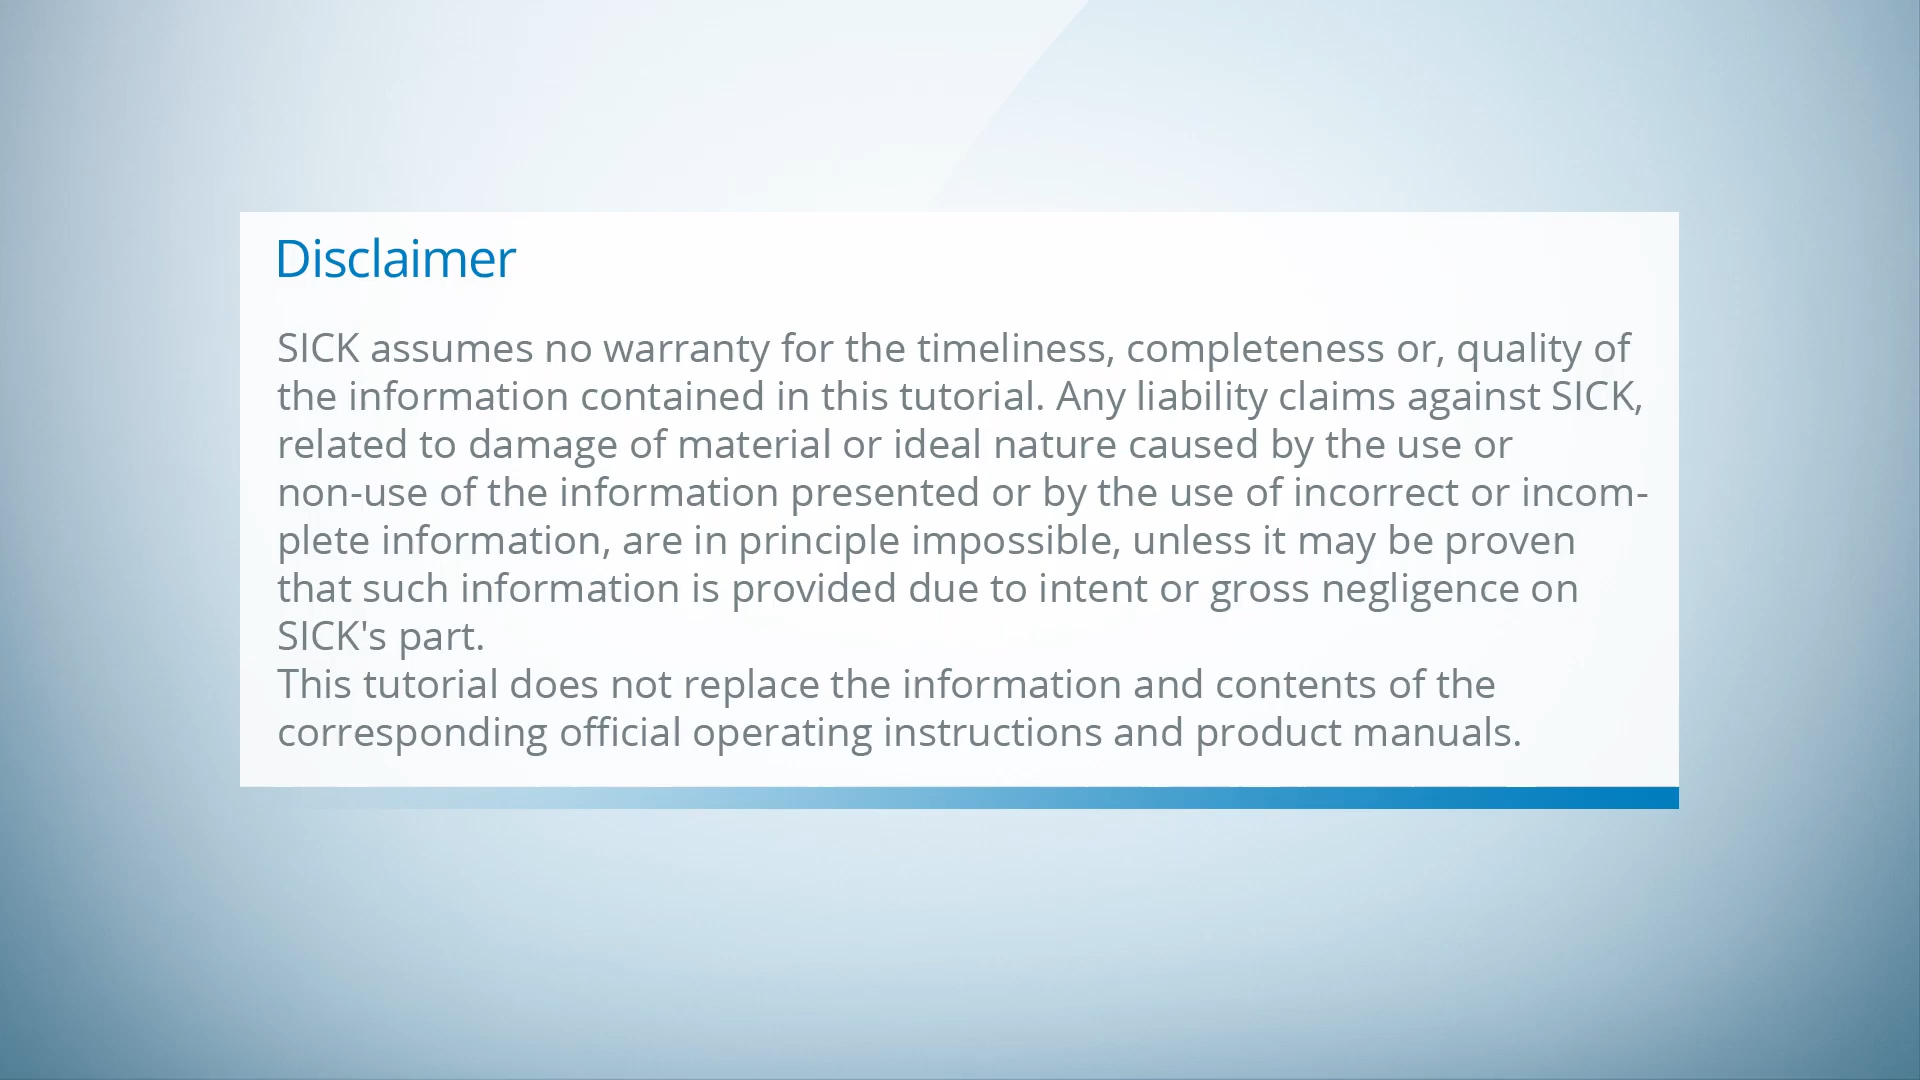 Disclaimer
SICK assumes no warranty for the timeliness, completeness or, quality of
the information contained in this tutorial. Any liability claims against SICK,
related to damage of material or ideal nature caused by the use or
non-use of the information presented or by the use of incorrect or incom-
plete information, are in principle impossible, unless it may be proven
that such information is provided due to intent or gross negligence on
SICK's part.
This tutorial does not replace the information and contents of the
corresponding official operating instructions and product manuals.